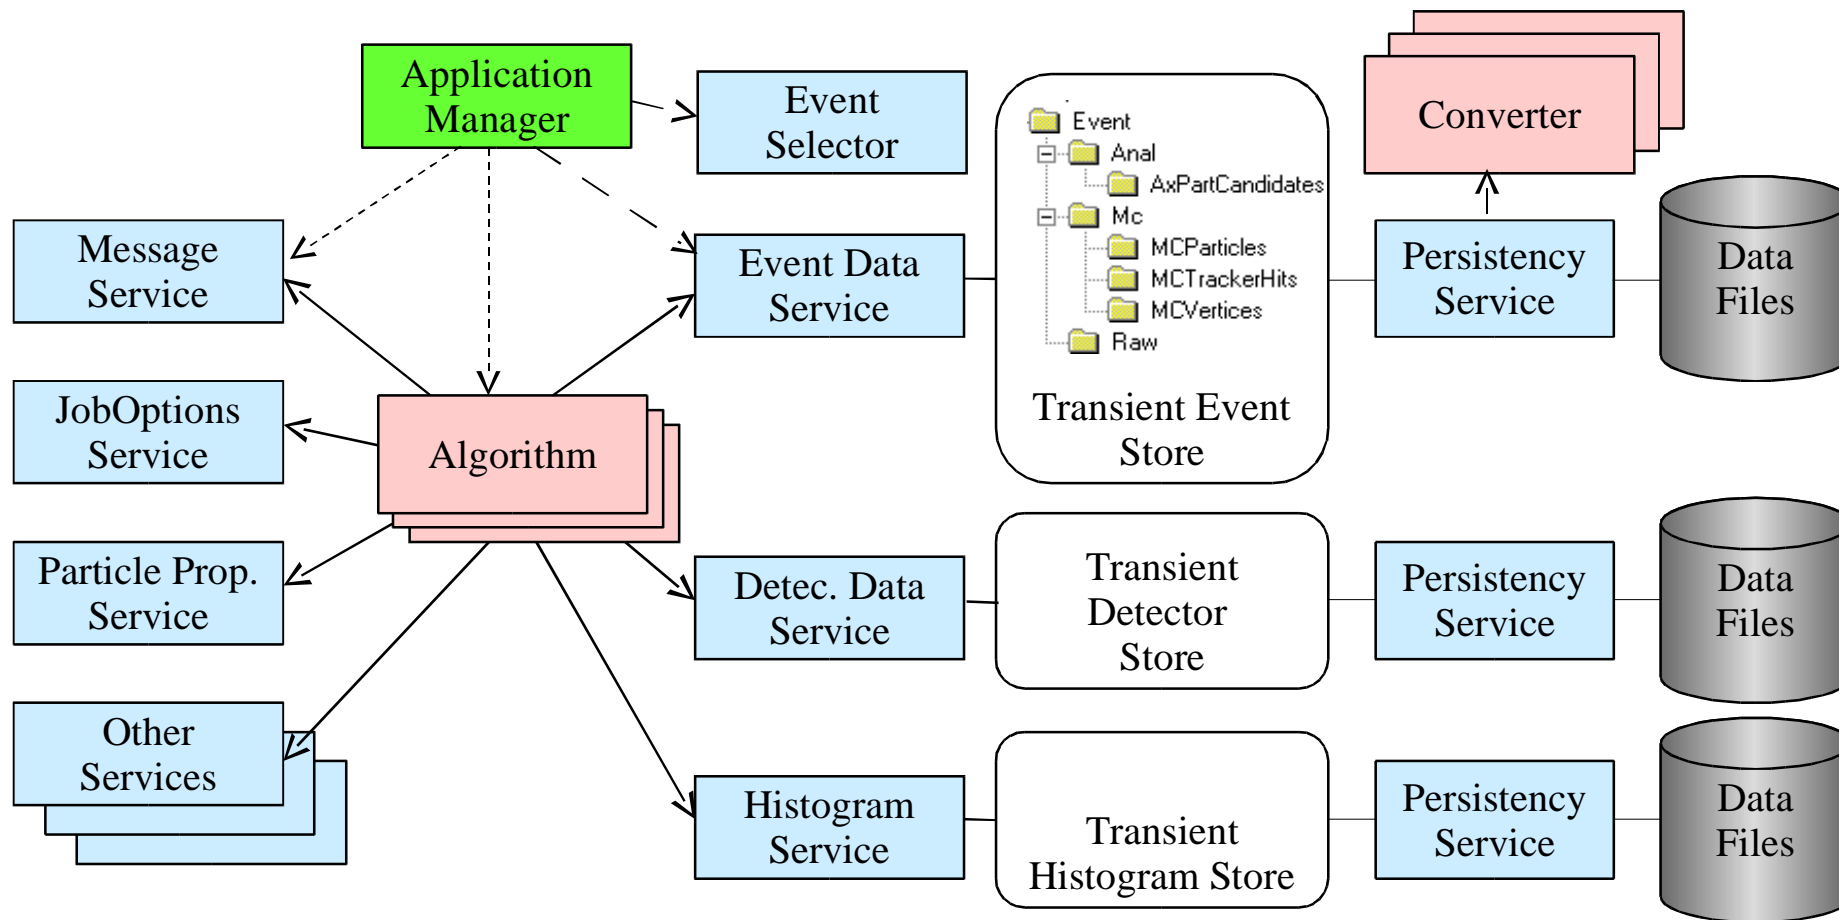 Application
Manager
Event
Selector
Converter
Event
Anal
AxPartCandidates
Mc
MCParticles
MCTrackerHits
MCVertices
Raw
Transient Event
Store
Message
Service
Event Data
Service
Persistency
Service
Data
Files
JobOptions
Service
Algorithm
Particle Prop.
Service
Detec. Data
Service
Transient
Detector
Store
Persistency
Service
Data
Files
Other
Services
Histogram
Service
Transient
Histogram Store
Persistency
Service
Data
Files